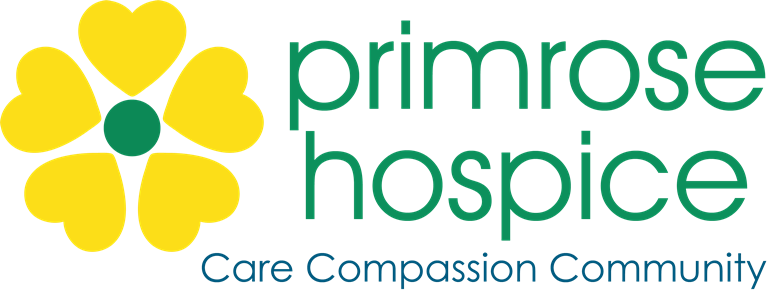 primrose
hospice
Care Compassion Community